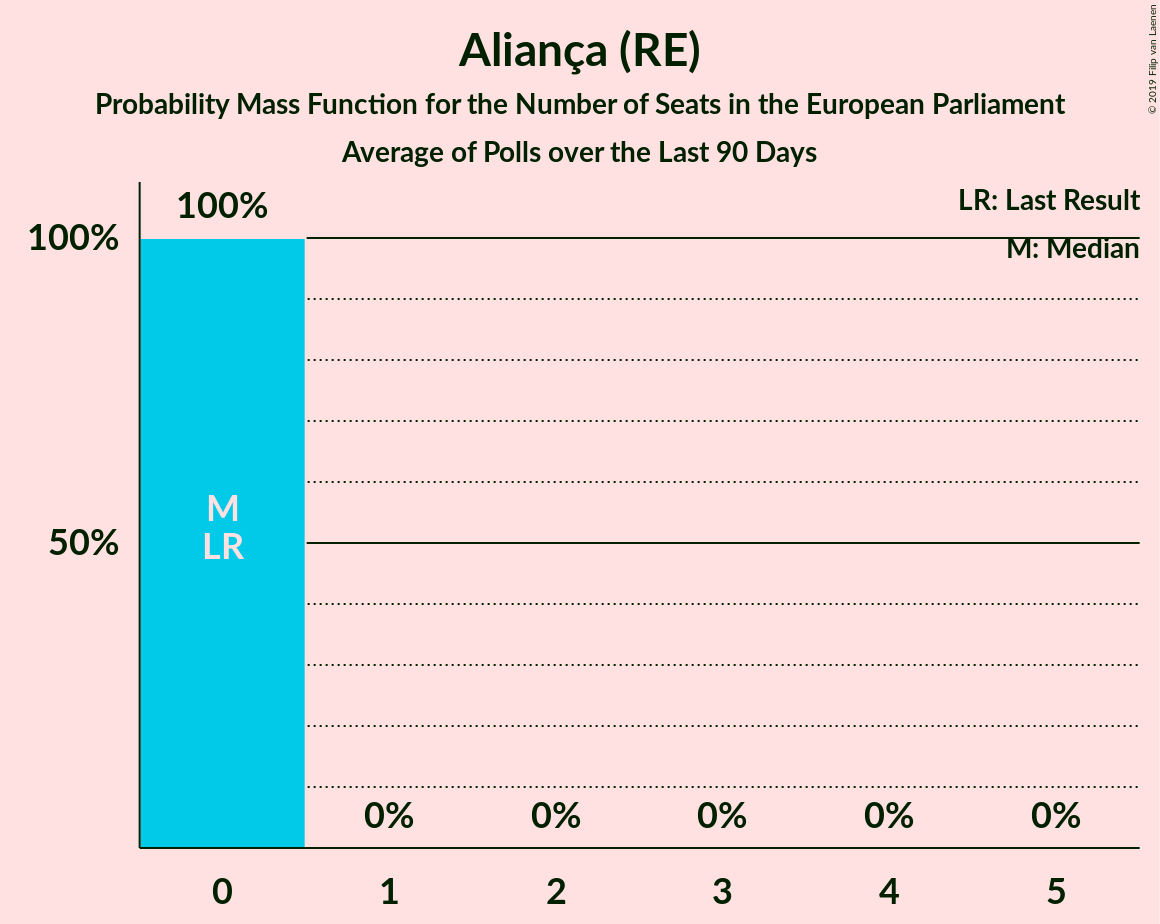 Aliança (RE)
Probability Mass Function for the Number of Seats in the European Parliament
Average of Polls over the Last 90 Days
© 2019 Filip van Laenen
LR: Last Result
M: Median
100%
100%
50%
M
LR
0% 0% 0% 0% 0%
0 1 2 3 4 5